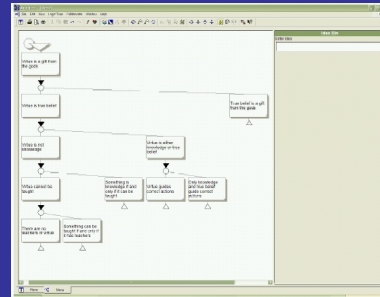 Virtue is a gift from
the gods
Virtue is true belief
True belief is a gift
from the gods
Virtue is not
knowledge
Virtue is either
knowledge or true
belief
Virtue cannot be
taught
Something is
knowledge if and
only if it can be
taught
Virtue guides
correct actions
Only knowledge
and true belief
guide correct
actions
There are no
teachers of virtue
Something can be
taught if and only if
it has teachers